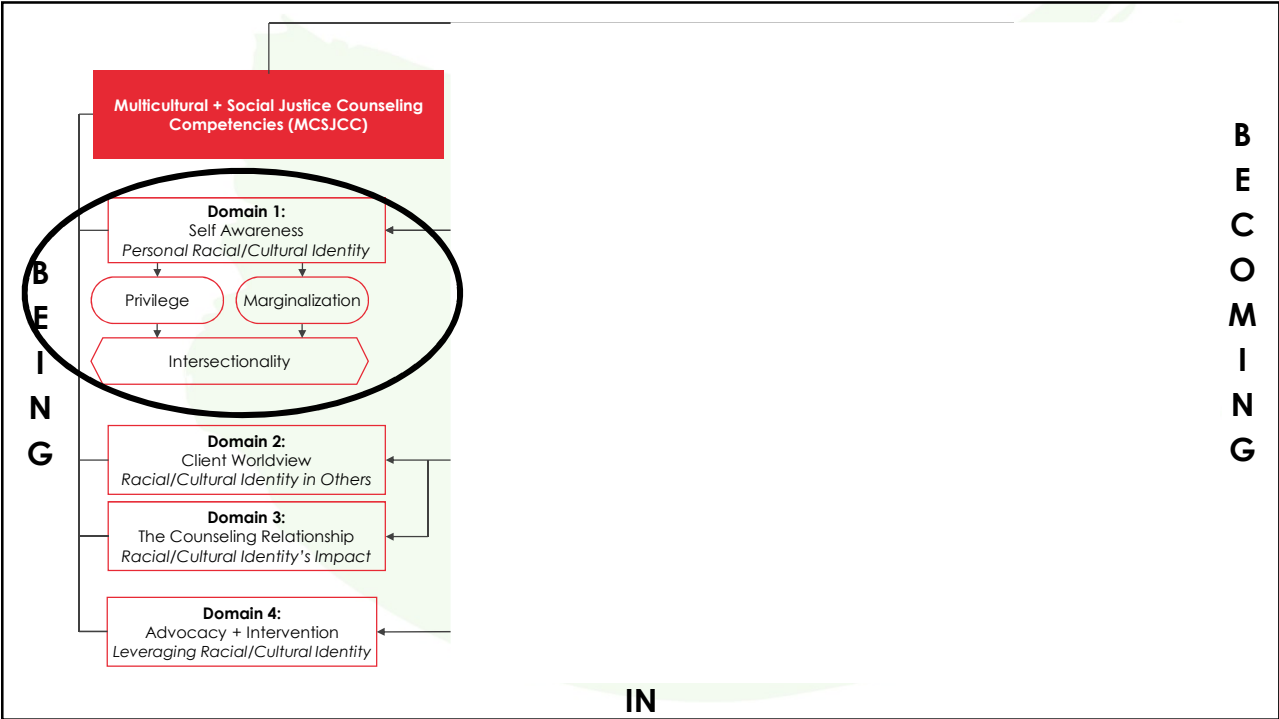 Multicultural + Social Justice Counseling
Competencies (MCSJCC)
Domain 1:
Self Awareness
Personal Racial/Cultural Identity
Privilege
Marginalization
Intersectionality
Domain 2:
Client Worldview
Racial/Cultural Identity in Others
Domain 3:
The Counseling Relationship
Racial/Cultural Identity’s Impact
Domain 4:
Advocacy + Intervention
Leveraging Racial/Cultural Identity
B
E
I
N
G
B
E
C
O
M
I
N
G
IN